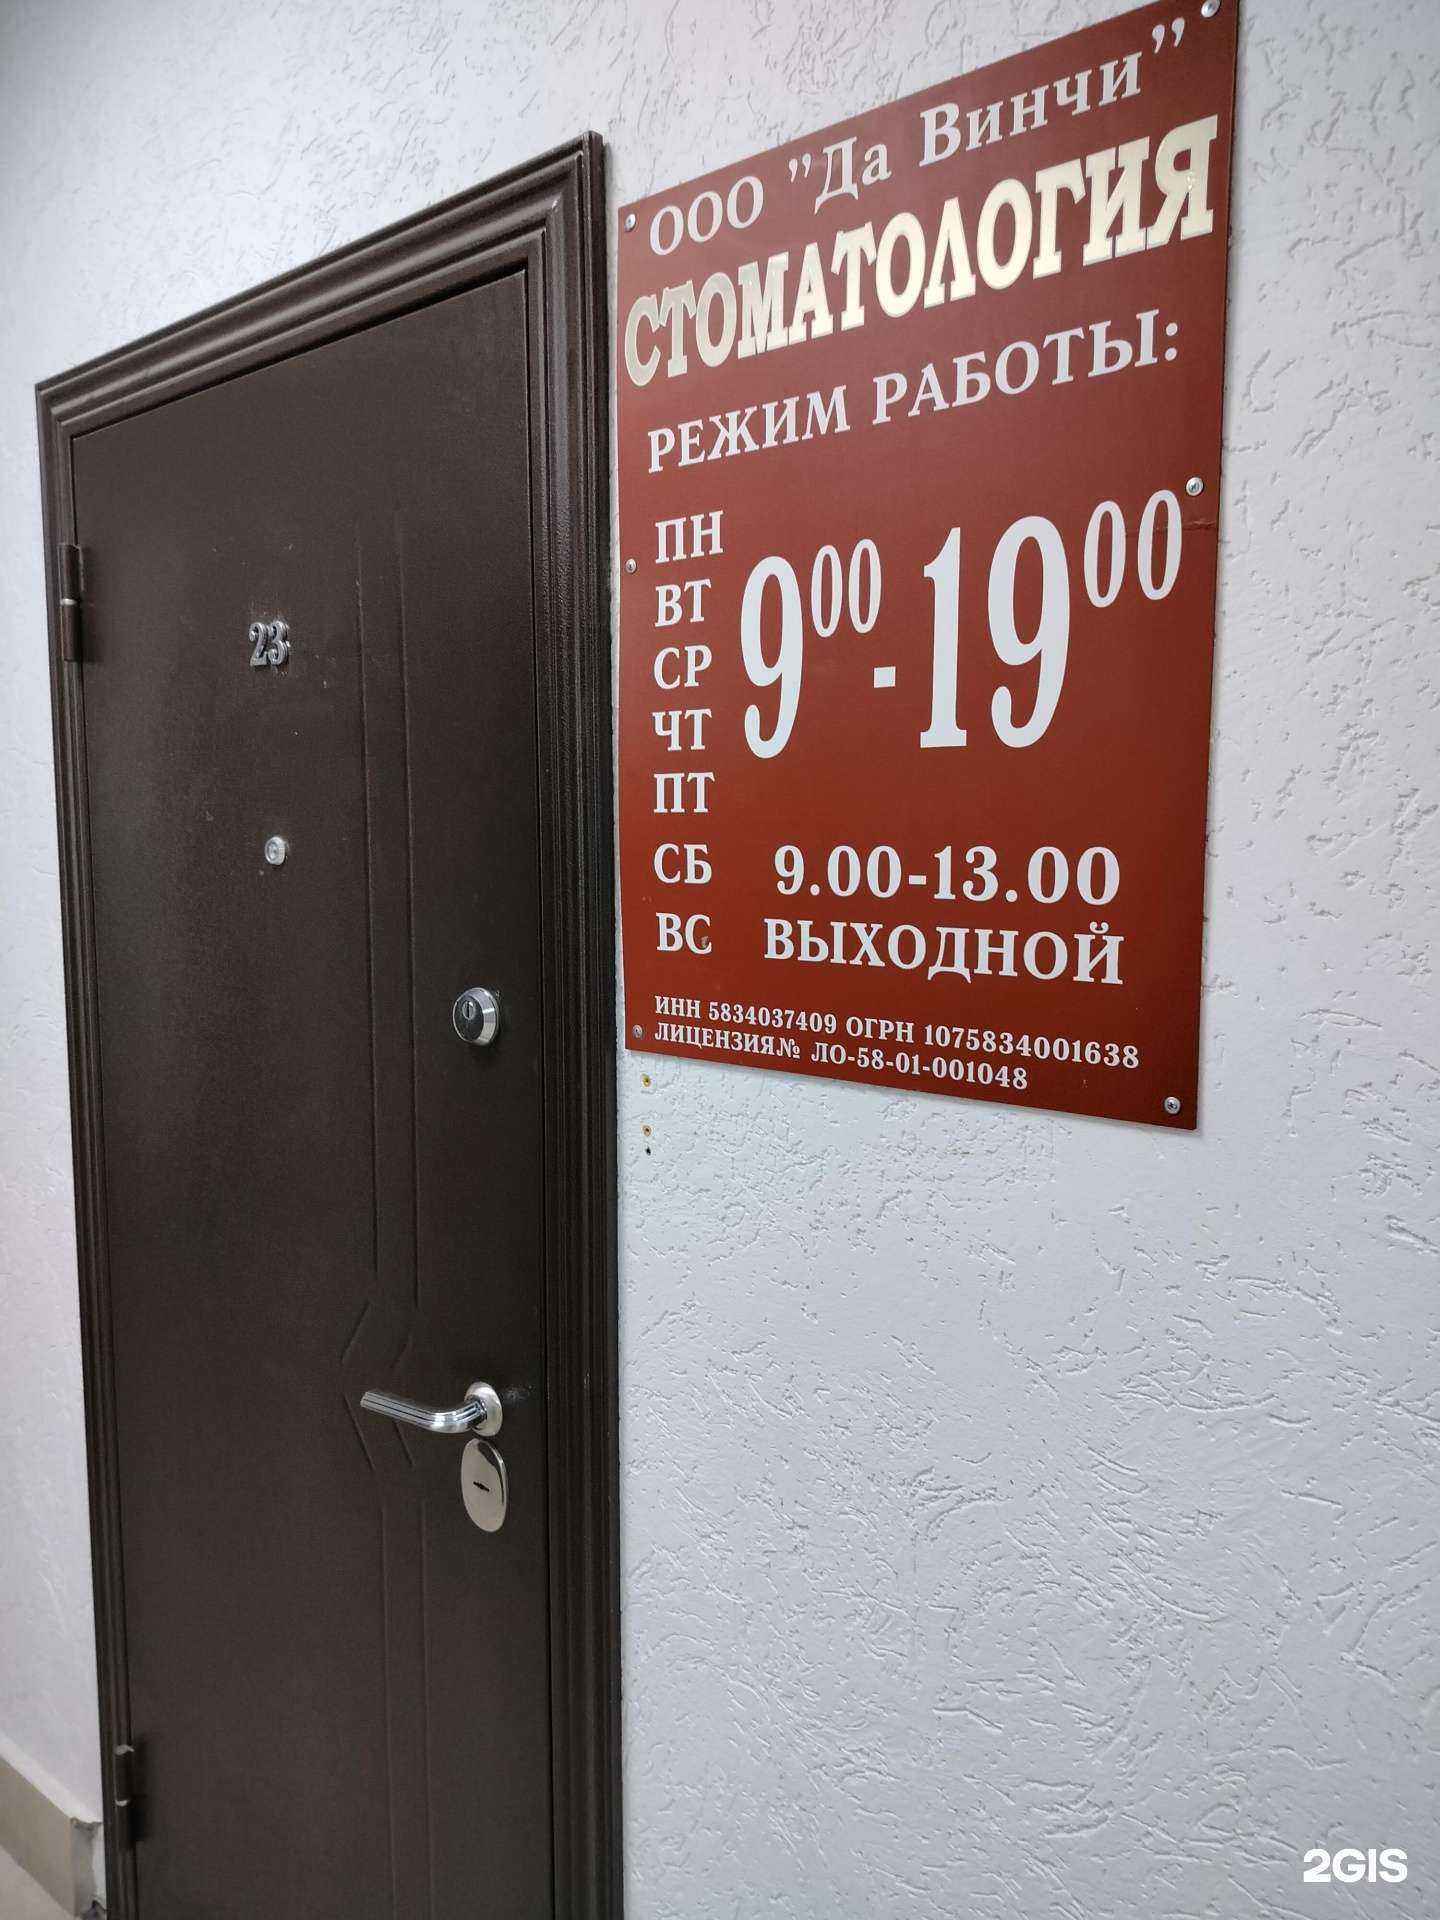 ООО "Да Винчи"
СТОМАТОЛОГИЯ
РЕЖИМ РАБОТЫ:
ПН
ВТ
СР
ЧТ
ПТ
9⁰⁰-19⁰⁰
СБ 9.00-13.00
ВС ВЫХОДНОЙ
ИНН 5834037409 ОГРН 1075834001638
ЛИЦЕНЗИЯ№ ЛО-58-01-001048
23
2GIS